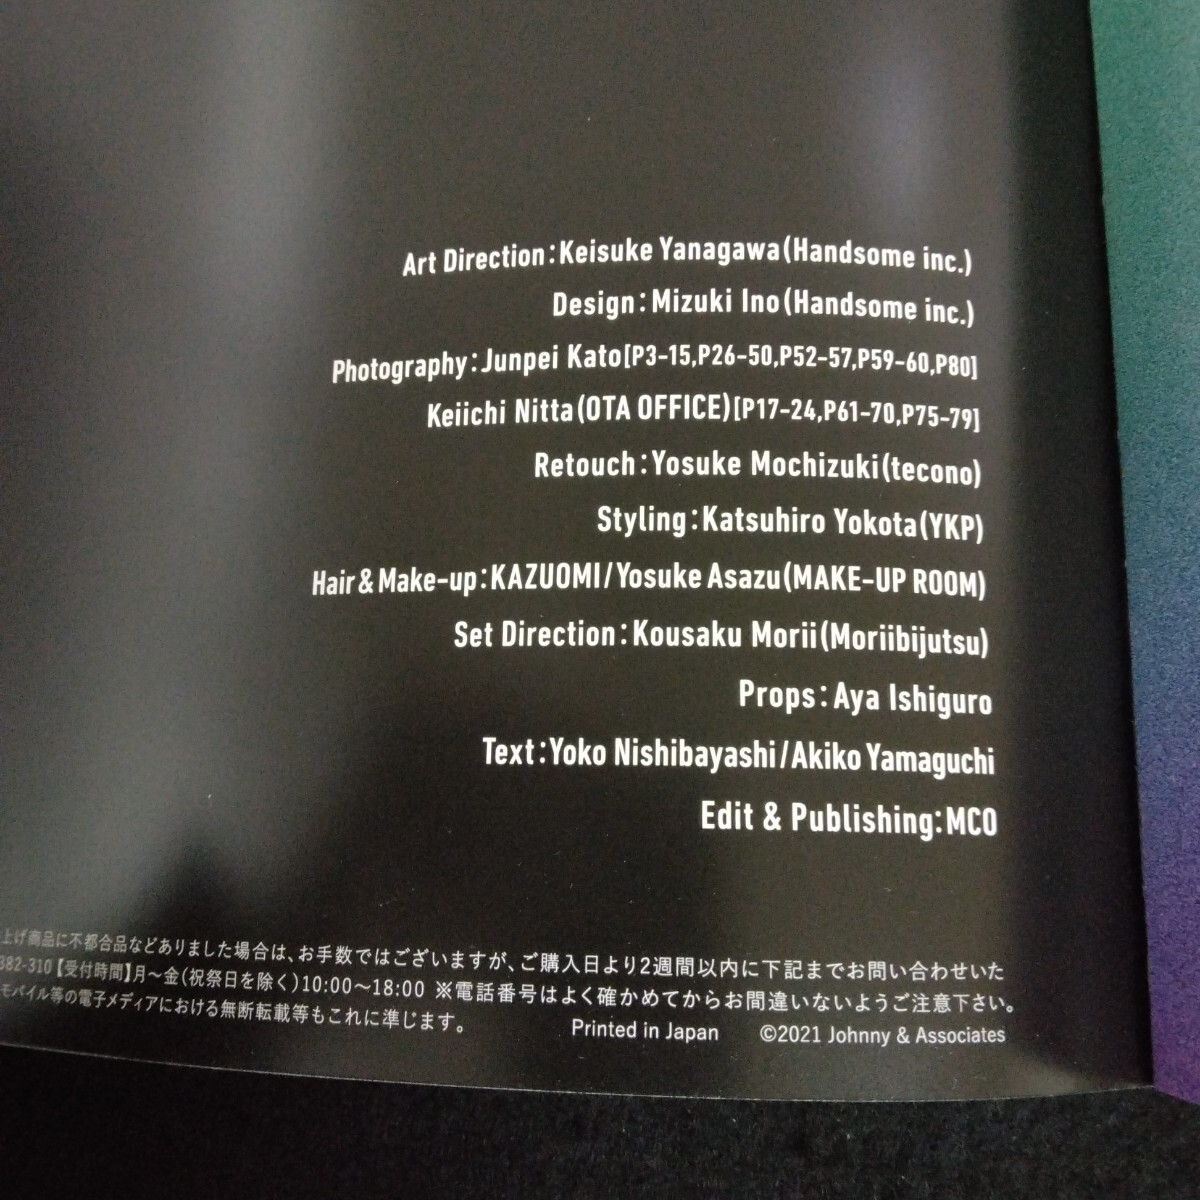 Art Direction:Keisuke Yanagawa(Handsome inc.)
Design:Mizuki Ino(Handsome inc.)
Photography:Junpei Kato[P3-15,P26-50,P52-57,P59-60,P80]
Keiichi Nitta(OTA OFFICE)[P17-24,P61-70,P75-79]
Retouch:Yosuke Mochizuki(tecono)
Styling:Katsuhiro Yokota(YKP)
Hair & Make-up:KAZUOMI/Yosuke Asazu(MAKE-UP ROOM)
Set Direction:Kousaku Morii(Moriibijutsu)
Props:Aya Ishiguro
Text:Yoko Nishibayashi/Akiko Yamaguchi
Edit & Publishing:MCO
上げ商品に不都合品などありました場合は、お手数ではございますが、ご購入日より2週間以内に下記までお問い合わせいた
382-310【受付時間】月〜金(祝祭日を除く)10:00〜18:00 ※電話番号はよく確かめてからお間違いないようご注意下さい。
モバイル等の電子メディアにおける無断転載等もこれに準じます。
Printed in Japan ©2021 Johnny & Associates